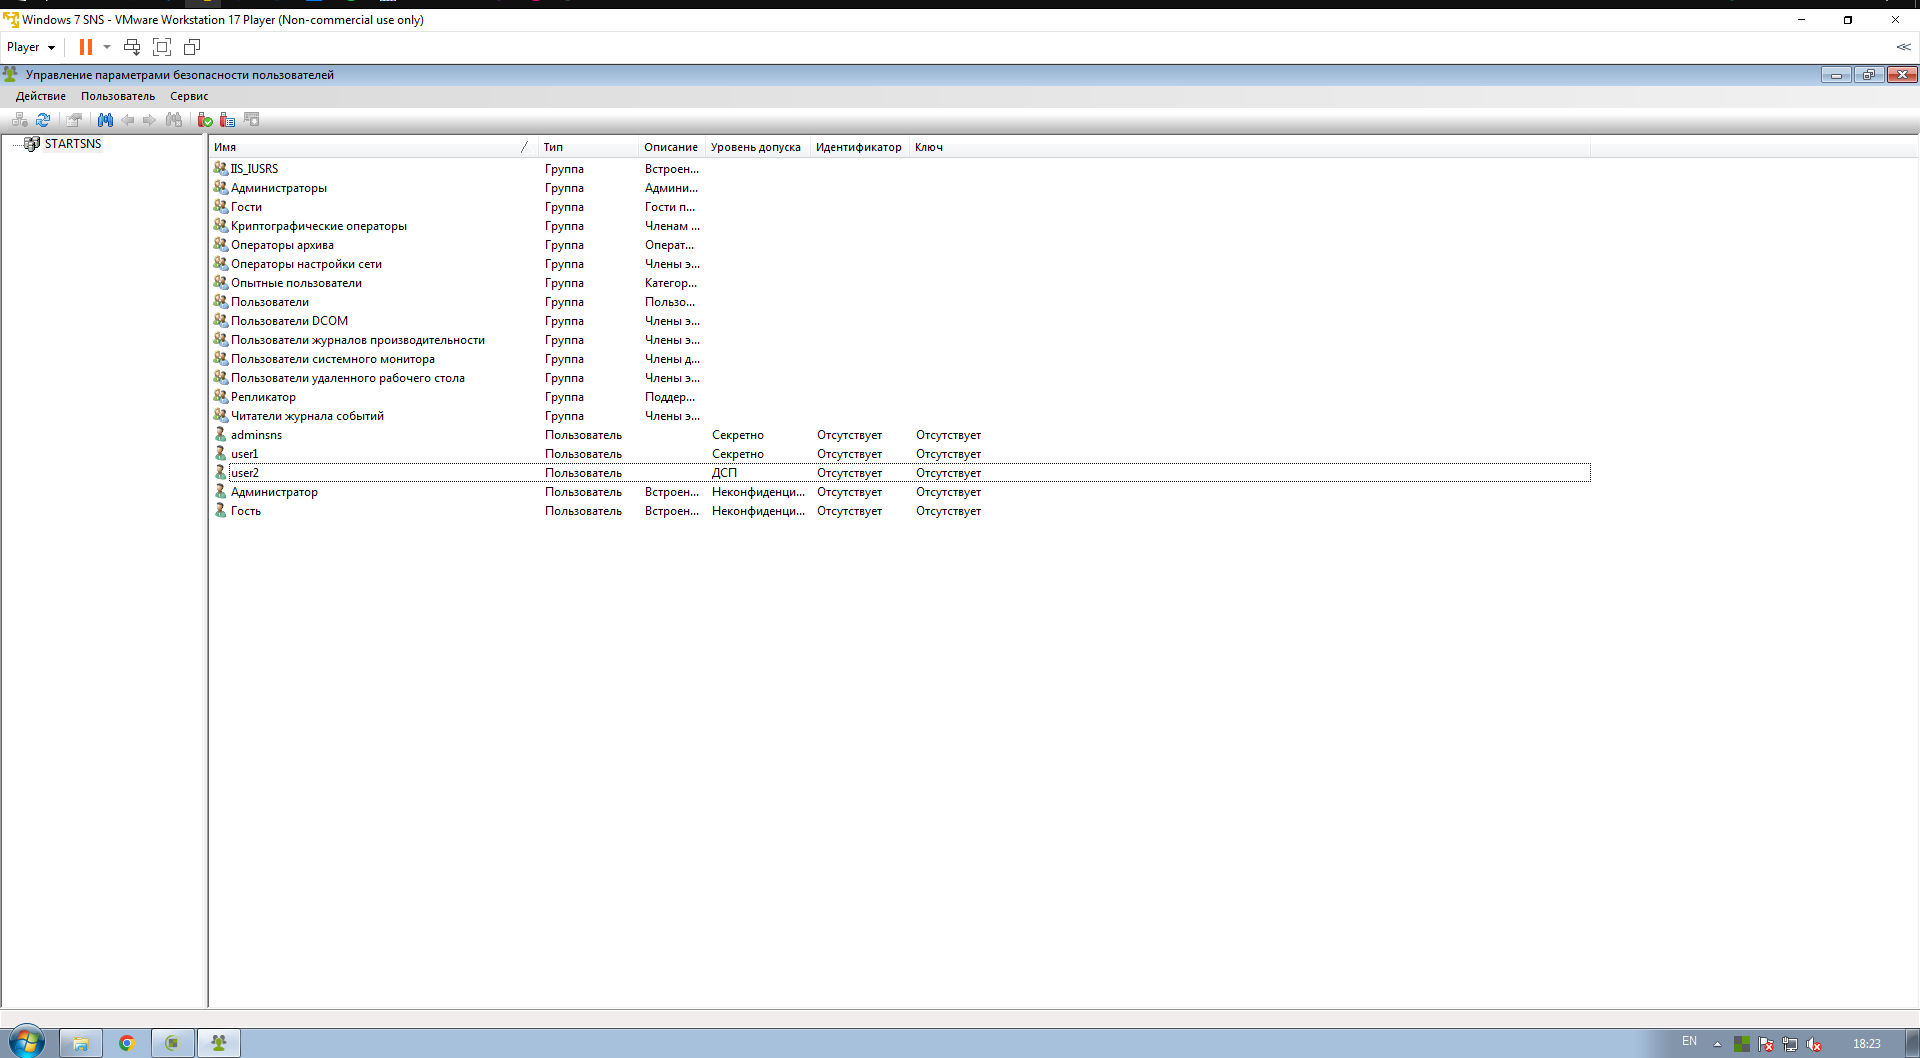 Windows 7 SNS - VMware Workstation 17 Player (Non-commercial use only)
Player
Управление параметрами безопасности пользователей
Действие Пользователь Сервис
STARTSNS
Имя Тип Описание Уровень допуска Идентификатор Ключ
IIS_IUSRS Группа Встроен...
Администраторы Группа Админи...
Гости Группа Гости п...
Криптографические операторы Группа Членам ...
Операторы архива Группа Операт...
Операторы настройки сети Группа Члены э...
Опытные пользователи Группа Категор...
Пользователи Группа Пользо...
Пользователи DCOM Группа Члены э...
Пользователи журналов производительности Группа Члены э...
Пользователи системного монитора Группа Члены д...
Пользователи удаленного рабочего стола Группа Члены э...
Репликатор Группа Поддер...
Читатели журнала событий Группа Члены э...
adminsns Пользователь Секретно Отсутствует Отсутствует
user1 Пользователь Секретно Отсутствует Отсутствует
user2 Пользователь ДСП Отсутствует Отсутствует
Администратор Пользователь Встроен... Неконфиденци... Отсутствует Отсутствует
Гость Пользователь Встроен... Неконфиденци... Отсутствует Отсутствует
EN 18:23